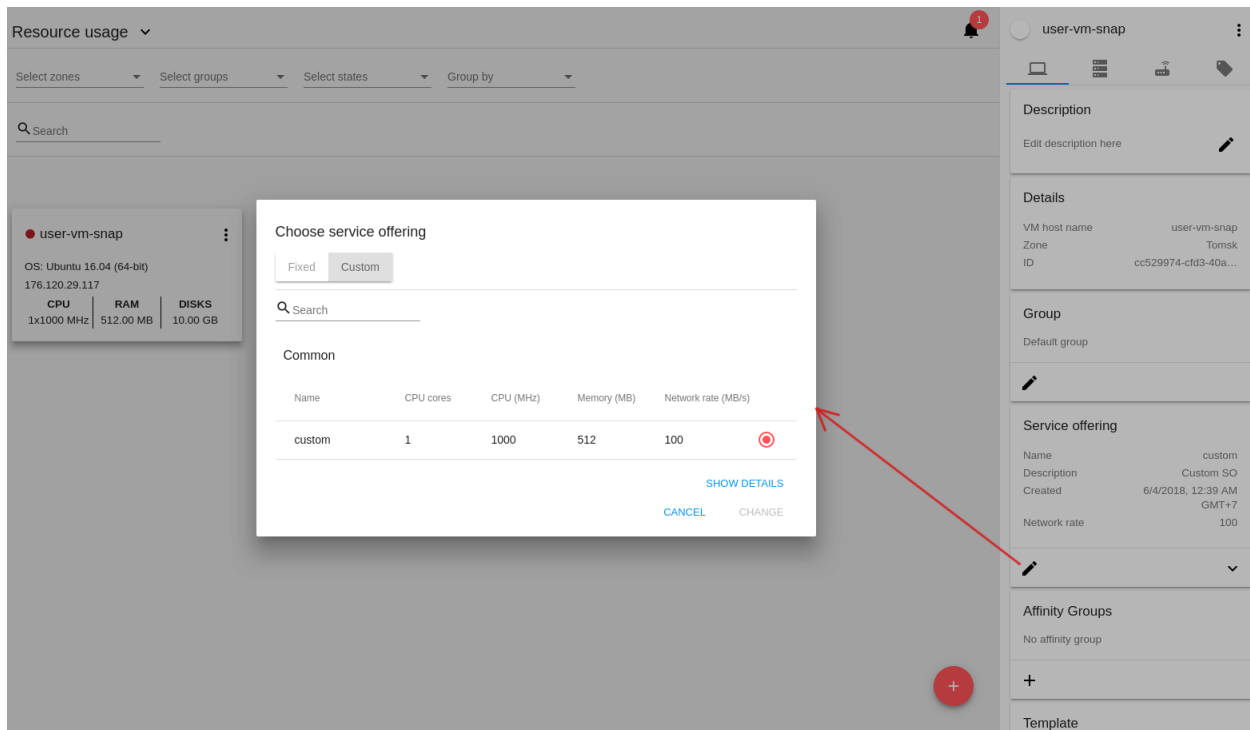 Resource usage
1
Select zones
Select groups
Select states
Group by
Search
user-vm-snap
OS: Ubuntu 16.04 (64-bit)
176.120.29.117
CPU RAM DISKS
1x1000 MHz 512.00 MB 10.00 GB
Choose service offering
Fixed Custom
Search
Common
Name CPU cores CPU (MHz) Memory (MB) Network rate (MB/s)
custom 1 1000 512 100
SHOW DETAILS
CANCEL CHANGE
user-vm-snap
Description
Edit description here
Details
VM host name user-vm-snap
Zone Tomsk
ID cc529974-cfd3-40a…
Group
Default group
Service offering
Name custom
Description Custom SO
Created 6/4/2018, 12:39 AM
GMT+7
Network rate 100
Affinity Groups
No affinity group
Template